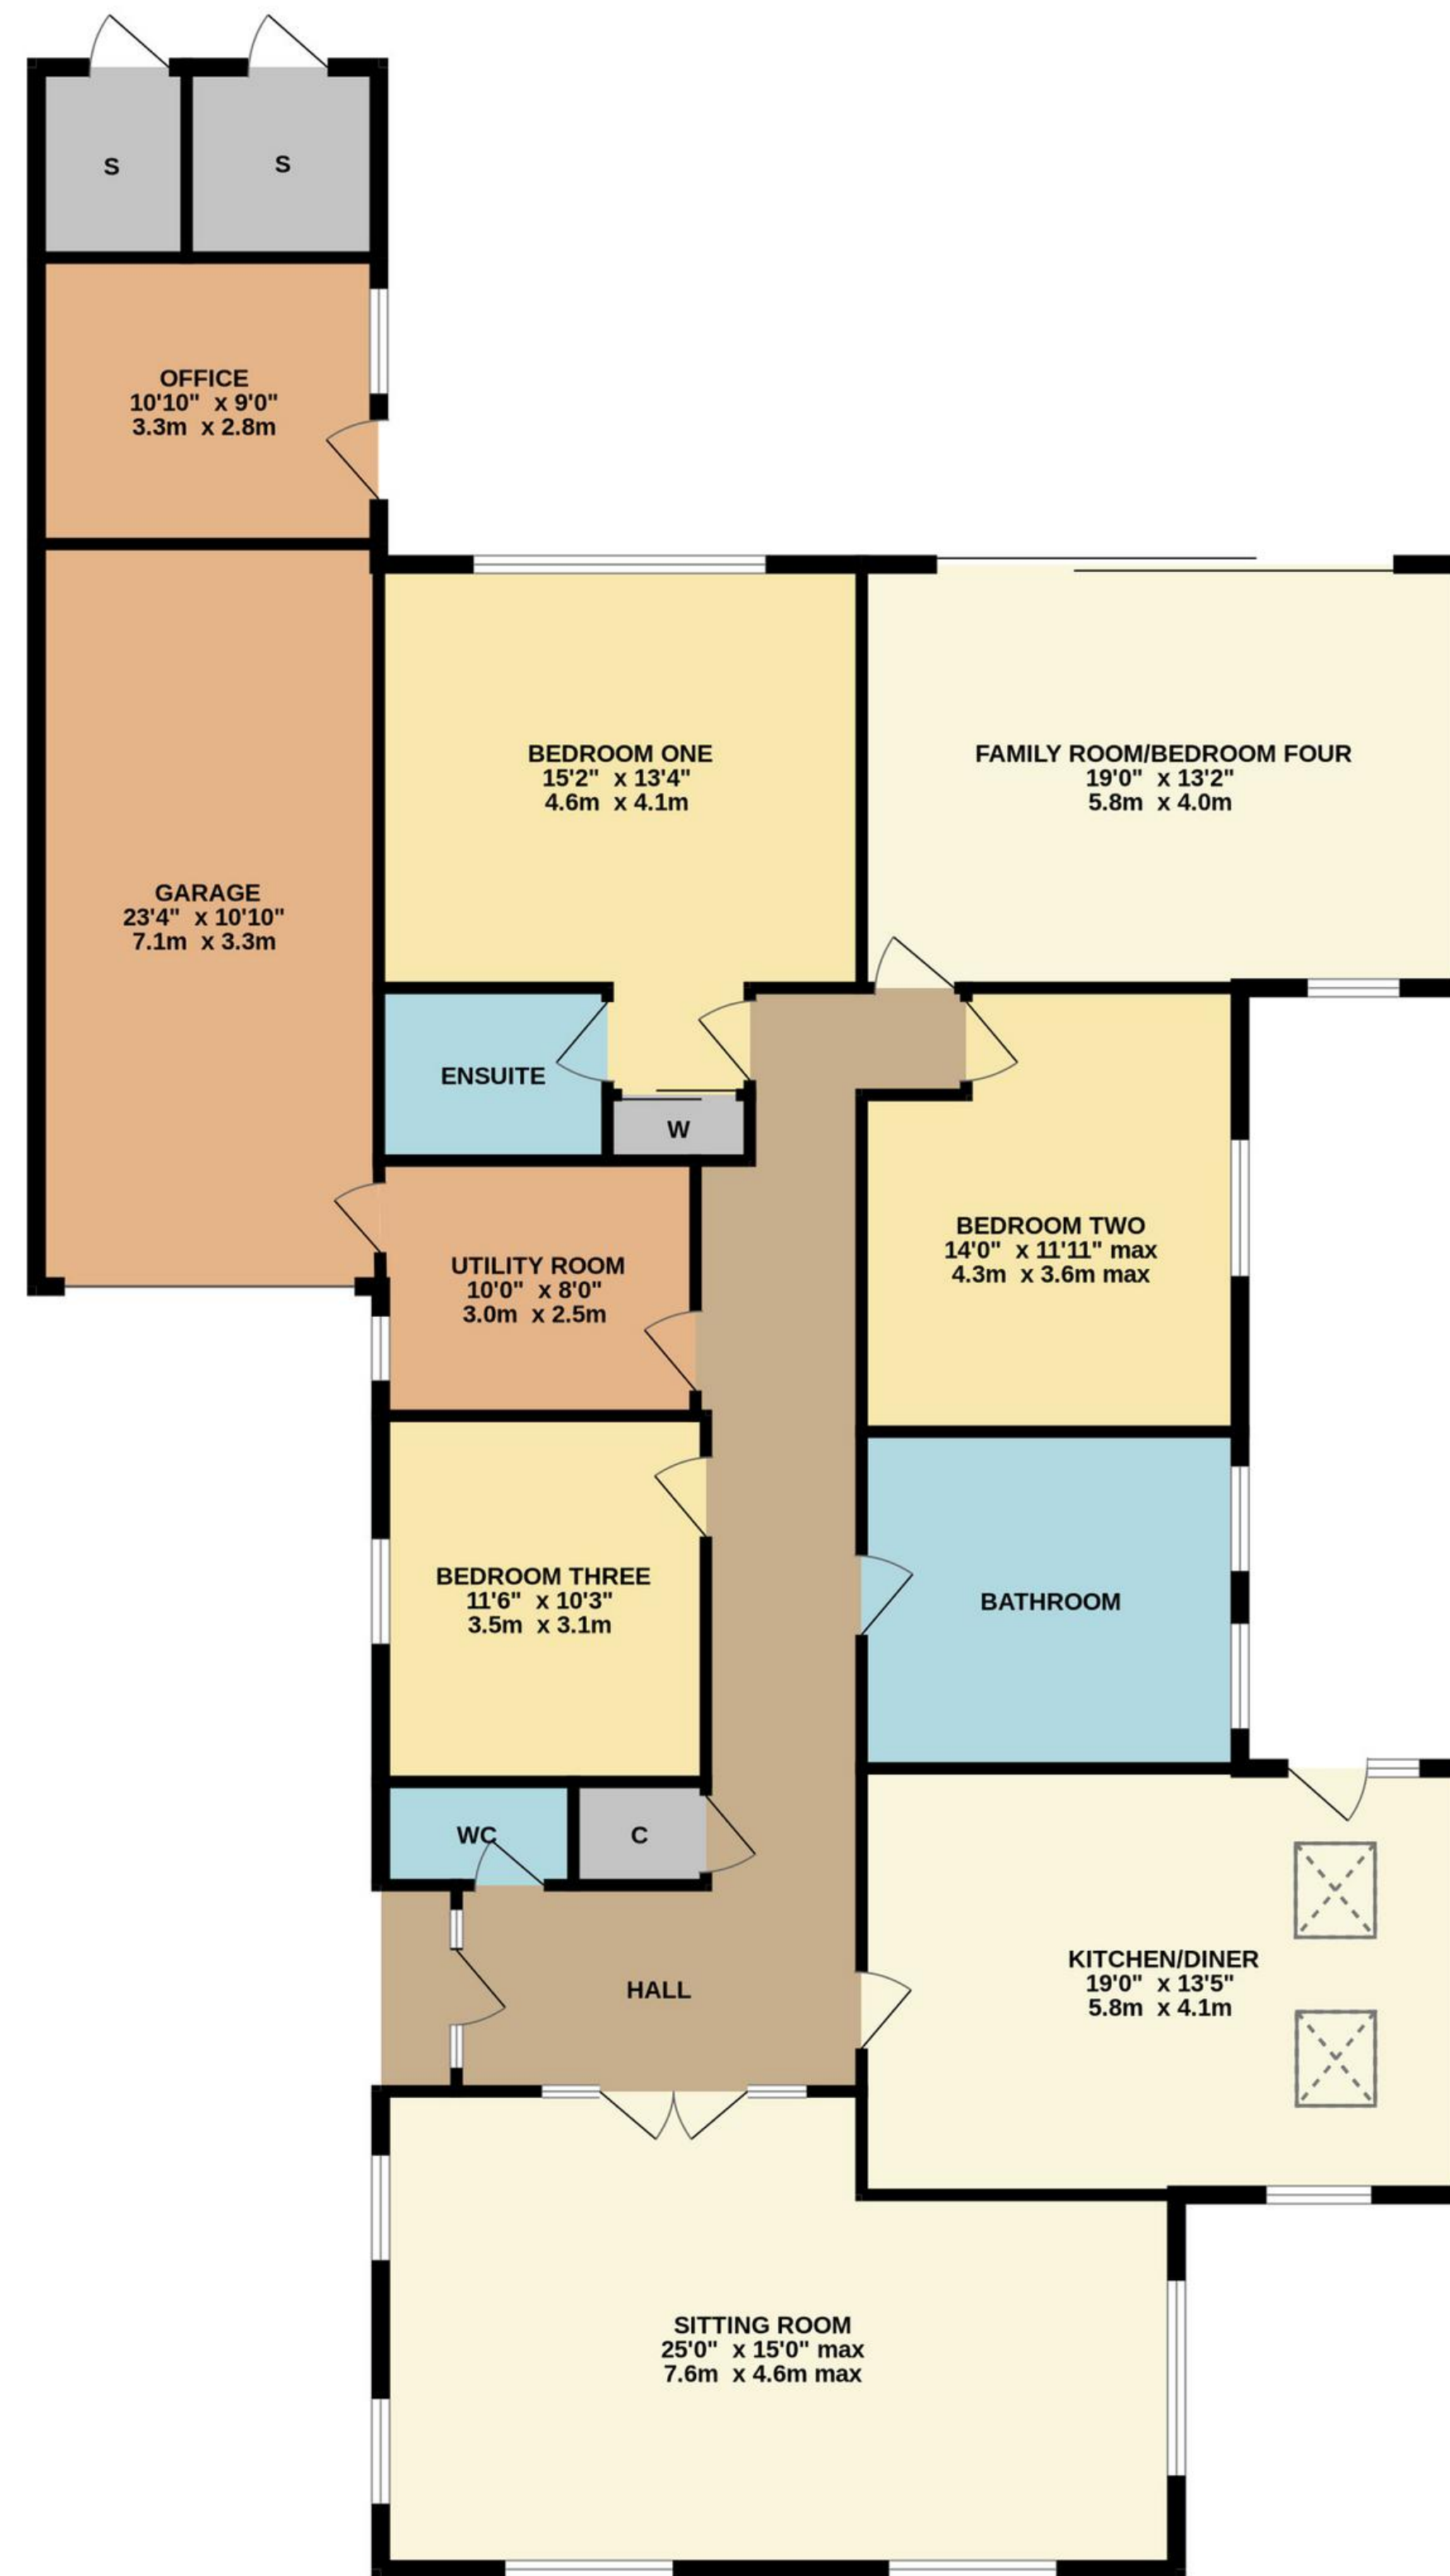 S
S
OFFICE
10'10" x 9'0"
3.3m x 2.8m
BEDROOM ONE
15'2" x 13'4"
4.6m x 4.1m
FAMILY ROOM/BEDROOM FOUR
19'0" x 13'2"
5.8m x 4.0m
GARAGE
23'4" x 10'10"
7.1m x 3.3m
ENSUITE
W
BEDROOM TWO
14'0" x 11'11" max
4.3m x 3.6m max
UTILITY ROOM
10'0" x 8'0"
3.0m x 2.5m
BEDROOM THREE
11'6" x 10'3"
3.5m x 3.1m
BATHROOM
WC
C
KITCHEN/DINER
19'0" x 13'5"
5.8m x 4.1m
HALL
SITTING ROOM
25'0" x 15'0" max
7.6m x 4.6m max